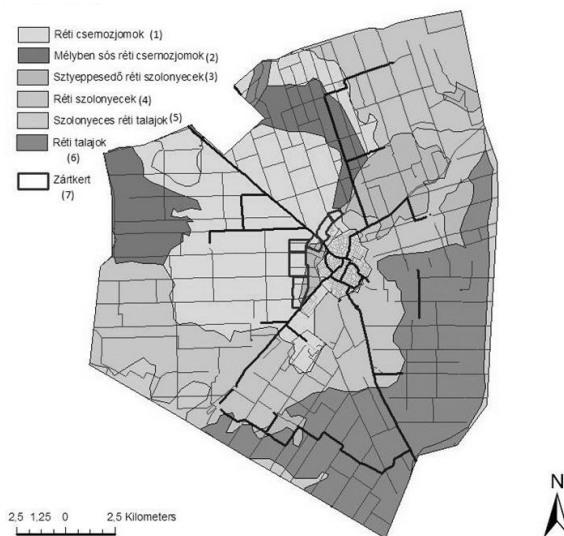 Réti csernozjomok (1)
Mélyben sós réti csernozjomok (2)
Sztyeppesedő réti szolonyecek (3)
Réti szolonyecek (4)
Szolonyeces réti talajok (5)
Réti talajok
(6)
Zártkert
(7)
N
2,5 1,25 0 2,5 Kilometers